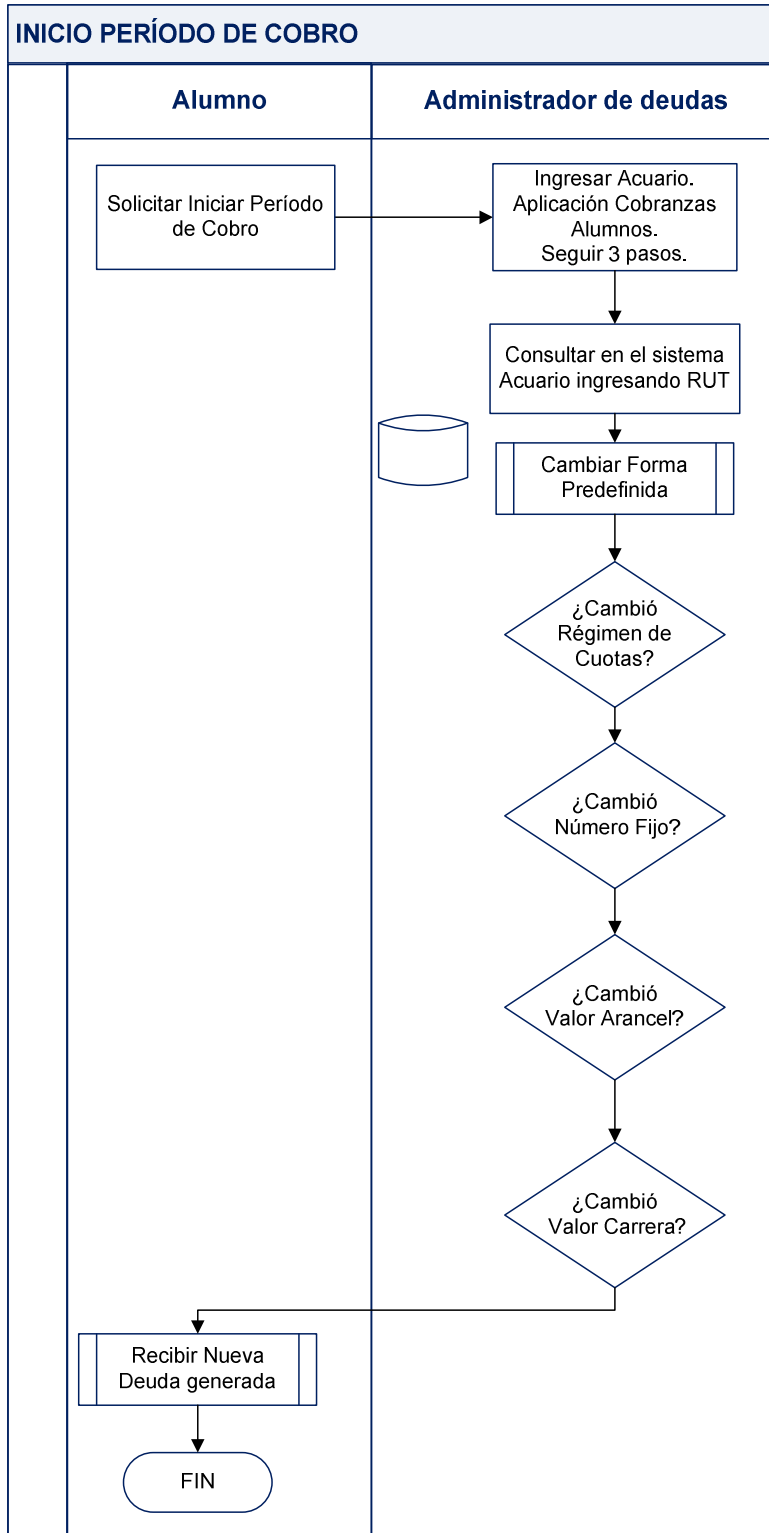 INICIO PERÍODO DE COBRO
Alumno
Administrador de deudas
Solicitar Iniciar Período
de Cobro
Ingresar Acuario.
Aplicación Cobranzas
Alumnos.
Seguir 3 pasos.
Consultar en el sistema
Acuario ingresando RUT
Cambiar Forma
Predefinida
¿Cambió
Régimen de
Cuotas?
¿Cambió
Número Fijo?
¿Cambió
Valor Arancel?
¿Cambió
Valor Carrera?
Recibir Nueva
Deuda generada
FIN